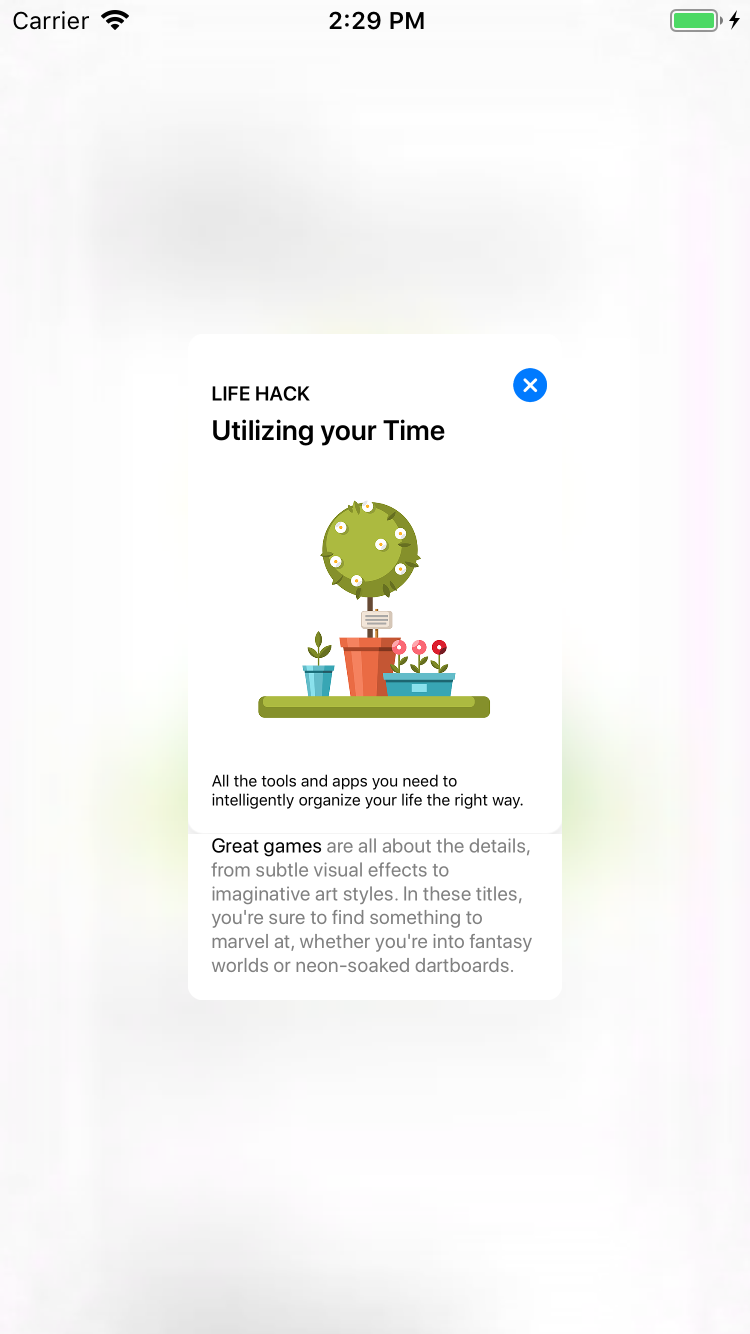 Carrier 2:29 PM
LIFE HACK
Utilizing your Time
All the tools and apps you need to
intelligently organize your life the right way.
Great games are all about the details,
from subtle visual effects to
imaginative art styles. In these titles,
you're sure to find something to
marvel at, whether you're into fantasy
worlds or neon-soaked dartboards.